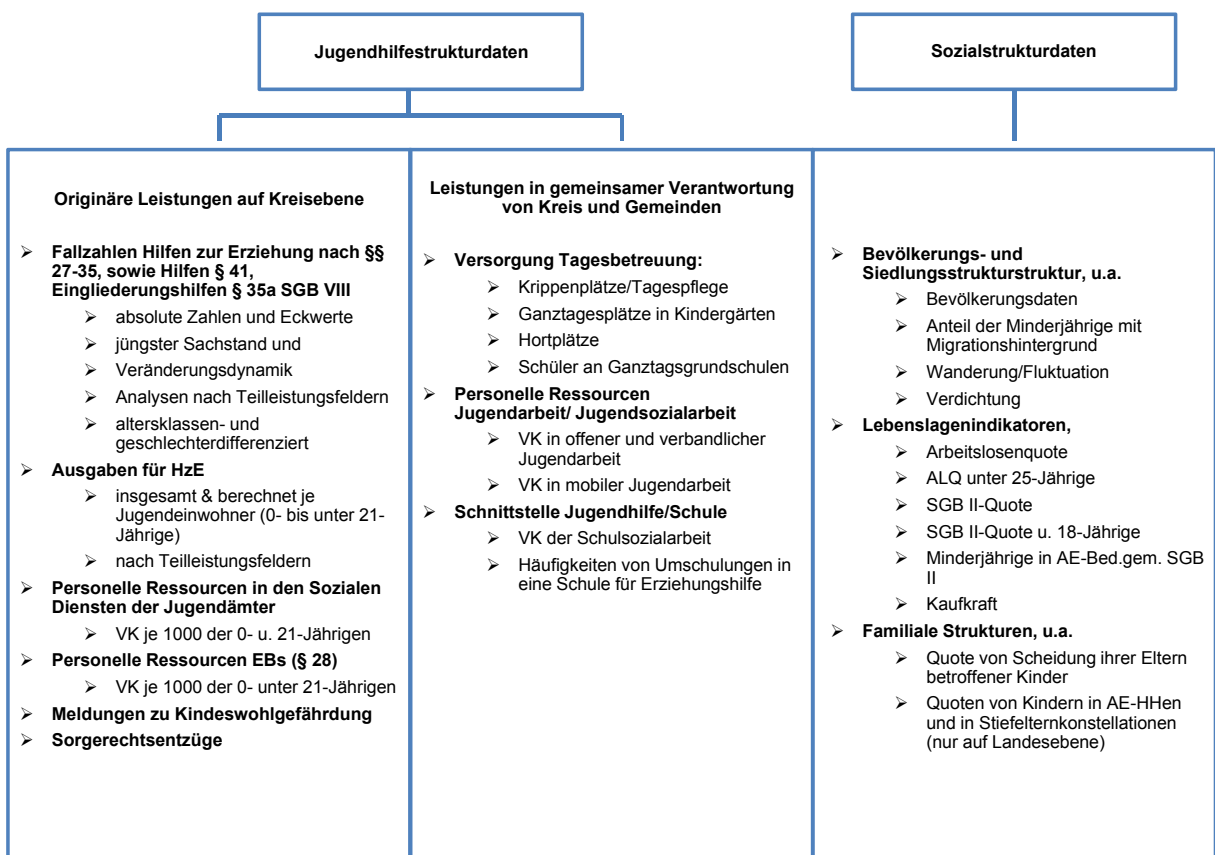 Jugendhilfestrukturdaten
Sozialstrukturdaten
Originäre Leistungen auf Kreisebene
➢ Fallzahlen Hilfen zur Erziehung nach §§
27-35, sowie Hilfen § 41,
Eingliederungshilfen § 35a SGB VIII
➢ absolute Zahlen und Eckwerte
➢ jüngster Sachstand und
➢ Veränderungsdynamik
➢ Analysen nach Teilleistungsfeldern
➢ altersklassen- und
geschlechterdifferenziert
➢ Ausgaben für HzE
➢ insgesamt & berechnet je
Jugendeinwohner (0- bis unter 21-
Jährige)
➢ nach Teilleistungsfeldern
➢ Personelle Ressourcen in den Sozialen
Diensten der Jugendämter
➢ VK je 1000 der 0- u. 21-Jährigen
➢ Personelle Ressourcen EBs (§ 28)
➢ VK je 1000 der 0- unter 21-Jährigen
➢ Meldungen zu Kindeswohlgefährdung
➢ Sorgerechtsentzüge
Leistungen in gemeinsamer Verantwortung
von Kreis und Gemeinden
➢ Versorgung Tagesbetreuung:
➢ Krippenplätze/Tagespflege
➢ Ganztagesplätze in Kindergärten
➢ Hortplätze
➢ Schüler an Ganztagsgrundschulen
➢ Personelle Ressourcen
Jugendarbeit/ Jugendsozialarbeit
➢ VK in offener und verbandlicher
Jugendarbeit
➢ VK in mobiler Jugendarbeit
➢ Schnittstelle Jugendhilfe/Schule
➢ VK der Schulsozialarbeit
➢ Häufigkeiten von Umschulungen in
eine Schule für Erziehungshilfe
➢ Bevölkerungs- und
Siedlungsstrukturstruktur, u.a.
➢ Bevölkerungsdaten
➢ Anteil der Minderjährige mit
Migrationshintergrund
➢ Wanderung/Fluktuation
➢ Verdichtung
➢ Lebenslagenindikatoren,
➢ Arbeitslosenquote
➢ ALQ unter 25-Jährige
➢ SGB II-Quote
➢ SGB II-Quote u. 18-Jährige
➢ Minderjährige in AE-Bed.gem. SGB
II
➢ Kaufkraft
➢ Familiale Strukturen, u.a.
➢ Quote von Scheidung ihrer Eltern
betroffener Kinder
➢ Quoten von Kindern in AE-HHen
und in Stiefelternkonstellationen
(nur auf Landesebene)